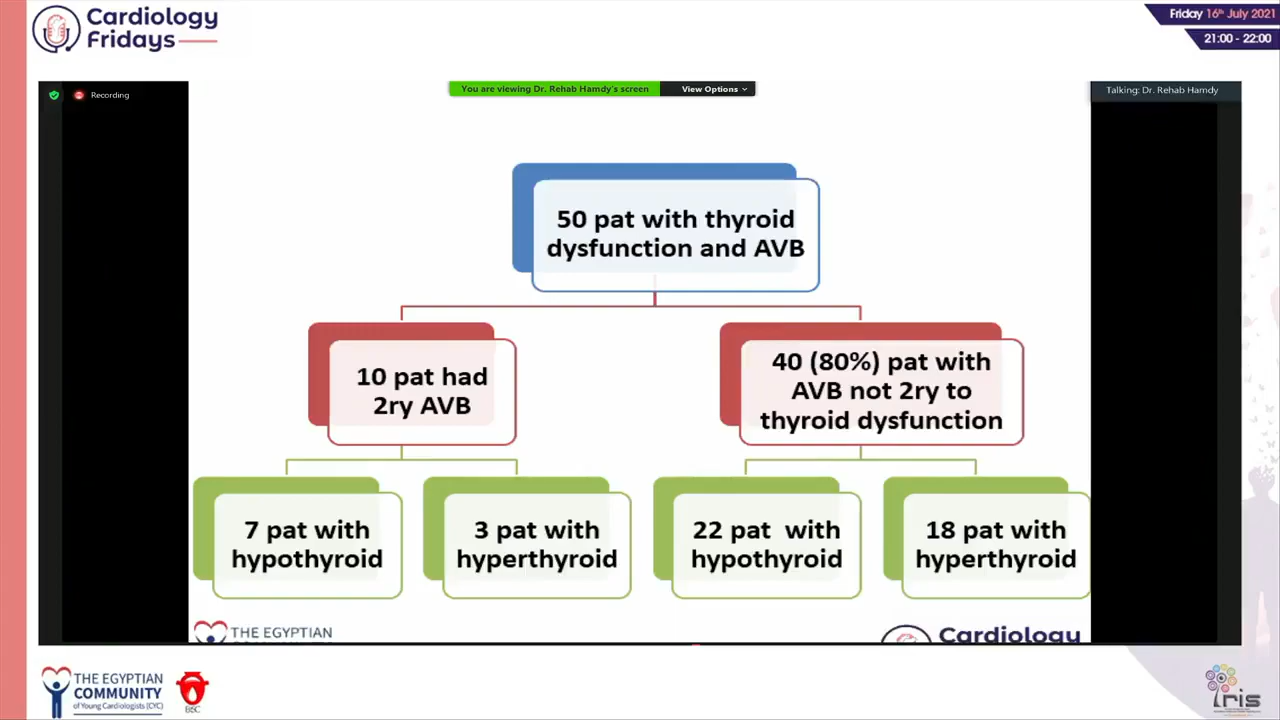 Cardiology
Fridays
Friday 16th July 2021
21:00 - 22:00
Recording
You are viewing Dr. Rehab Hamdy's screen
View Options
Talking: Dr. Rehab Hamdy
50 pat with thyroid
dysfunction and AVB
10 pat had
2ry AVB
40 (80%) pat with
AVB not 2ry to
thyroid dysfunction
7 pat with
hypothyroid
3 pat with
hyperthyroid
22 pat with
hypothyroid
18 pat with
hyperthyroid
THE EGYPTIAN
Cardiology
THE EGYPTIAN
COMMUNITY
of Young Cardiologists (CYC)
BSC
iris